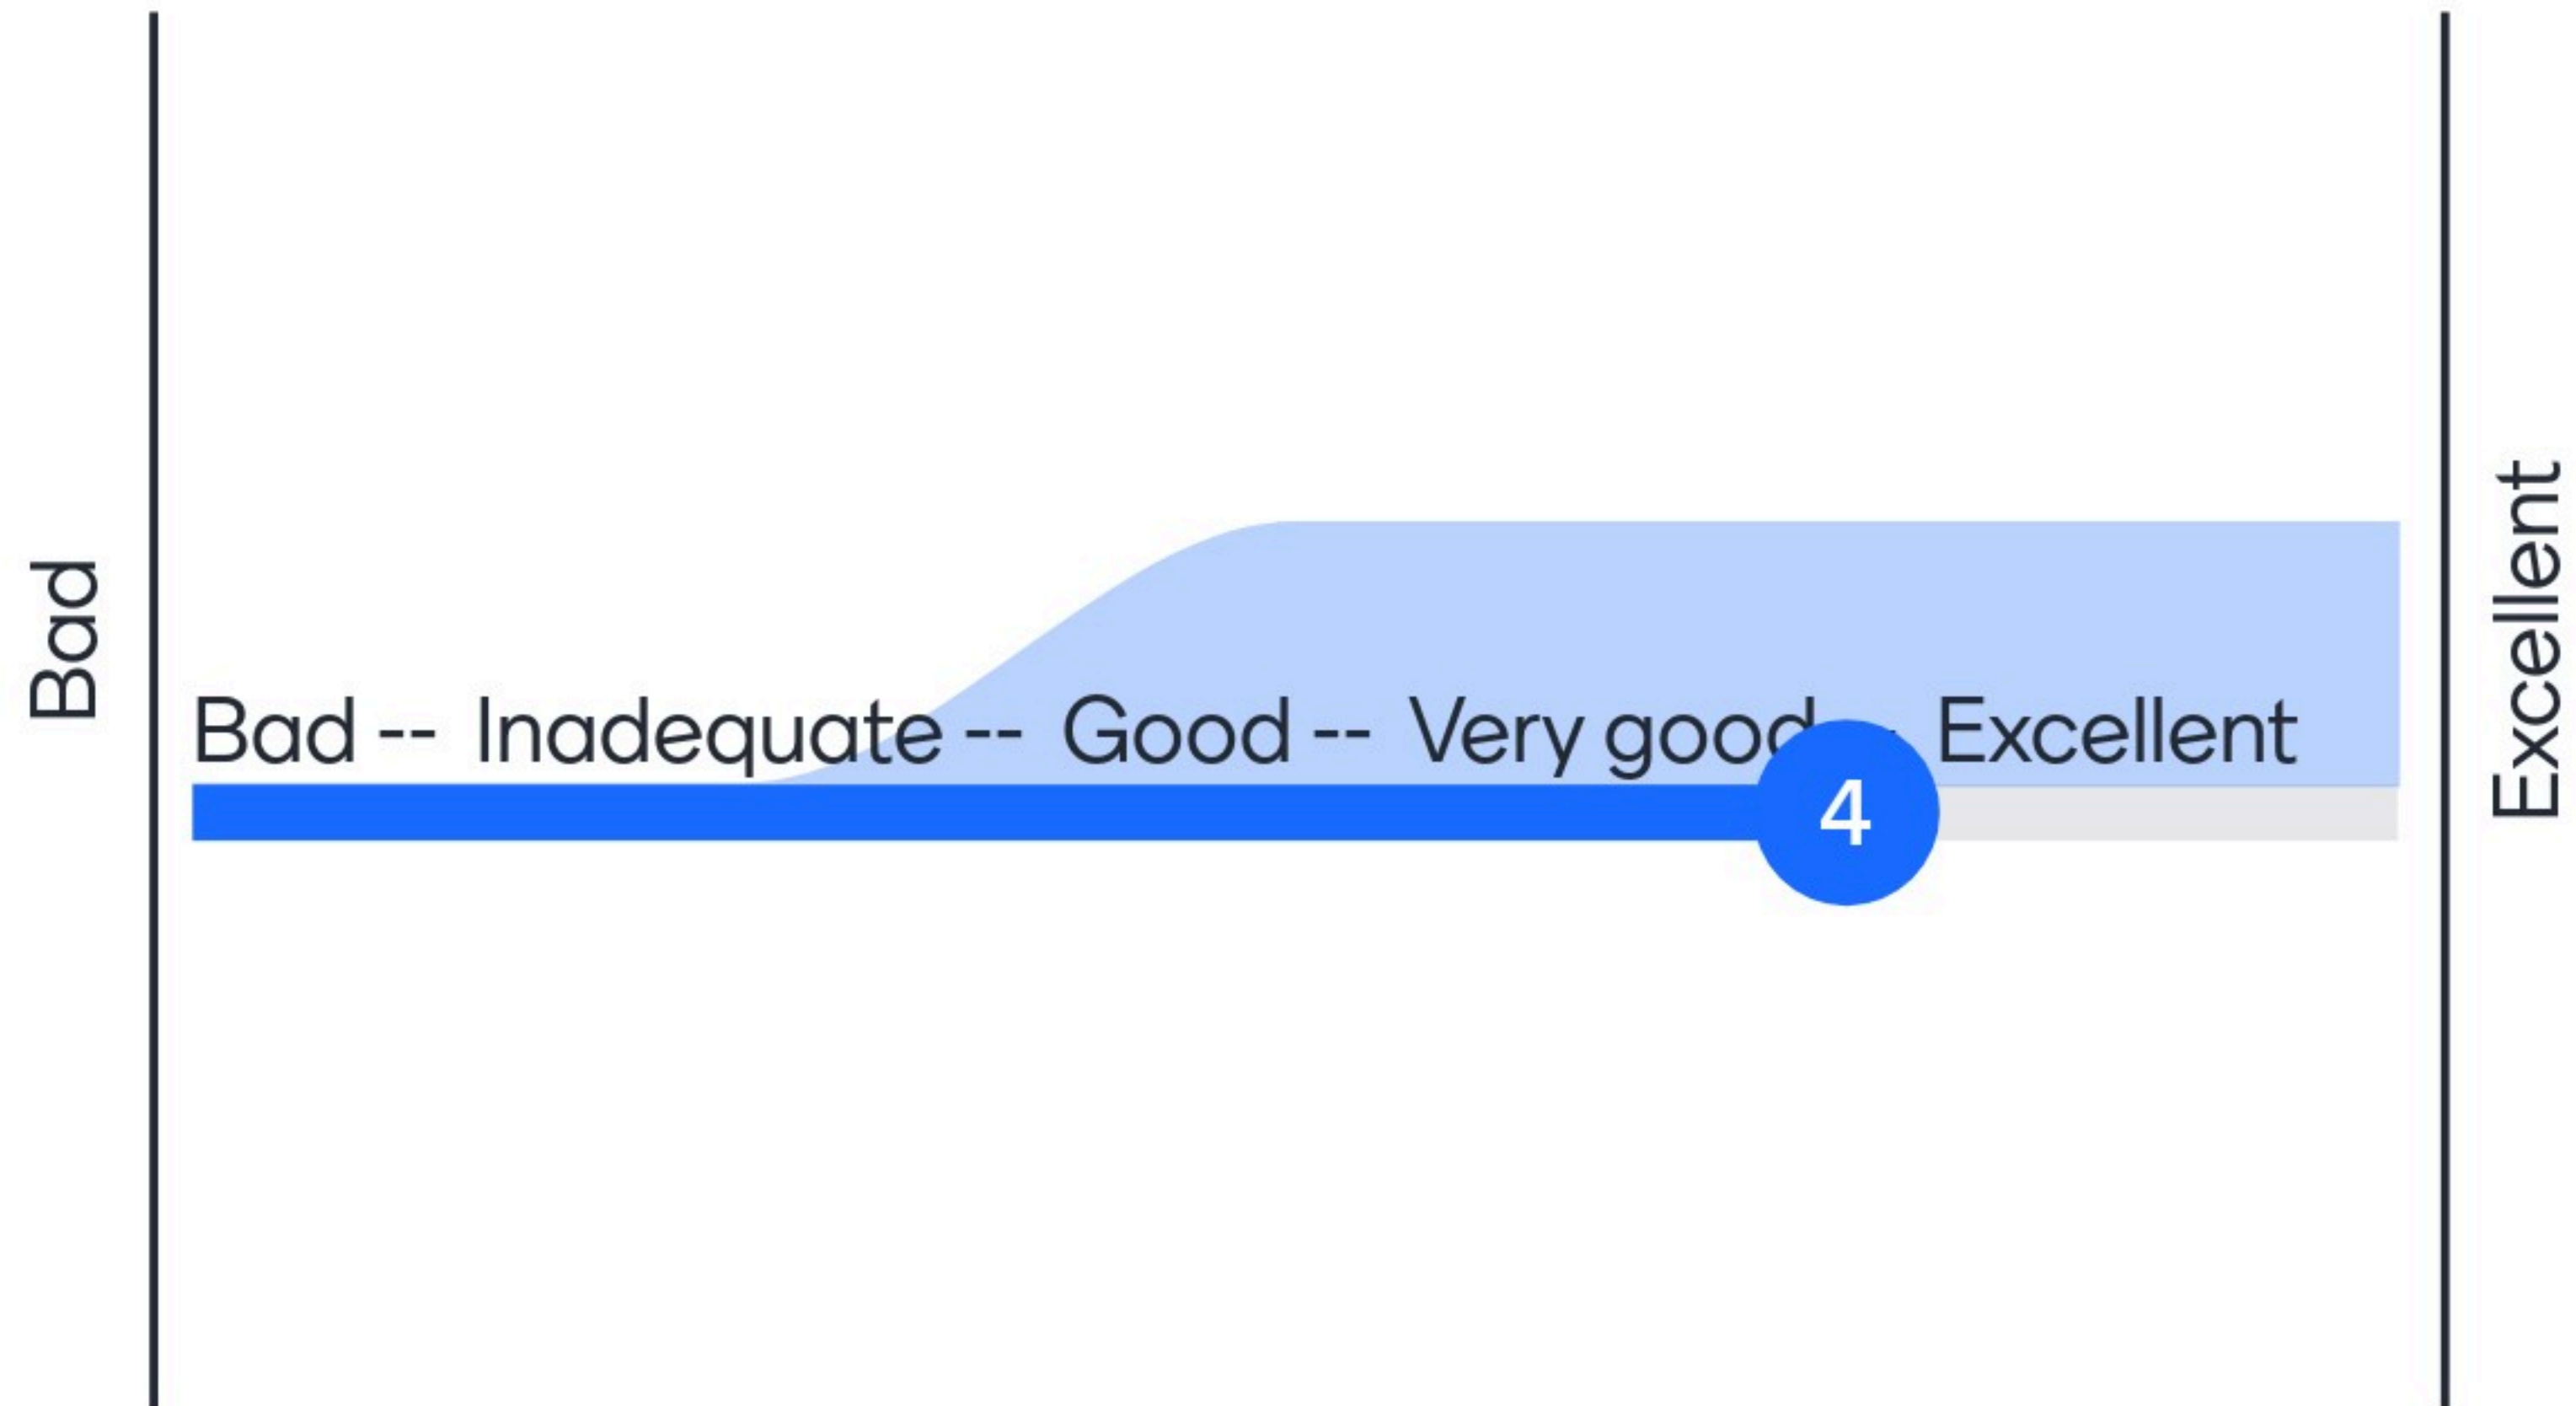 Bad
Bad -- Inadequate -- Good -- Very good - Excellent
4
Excellent